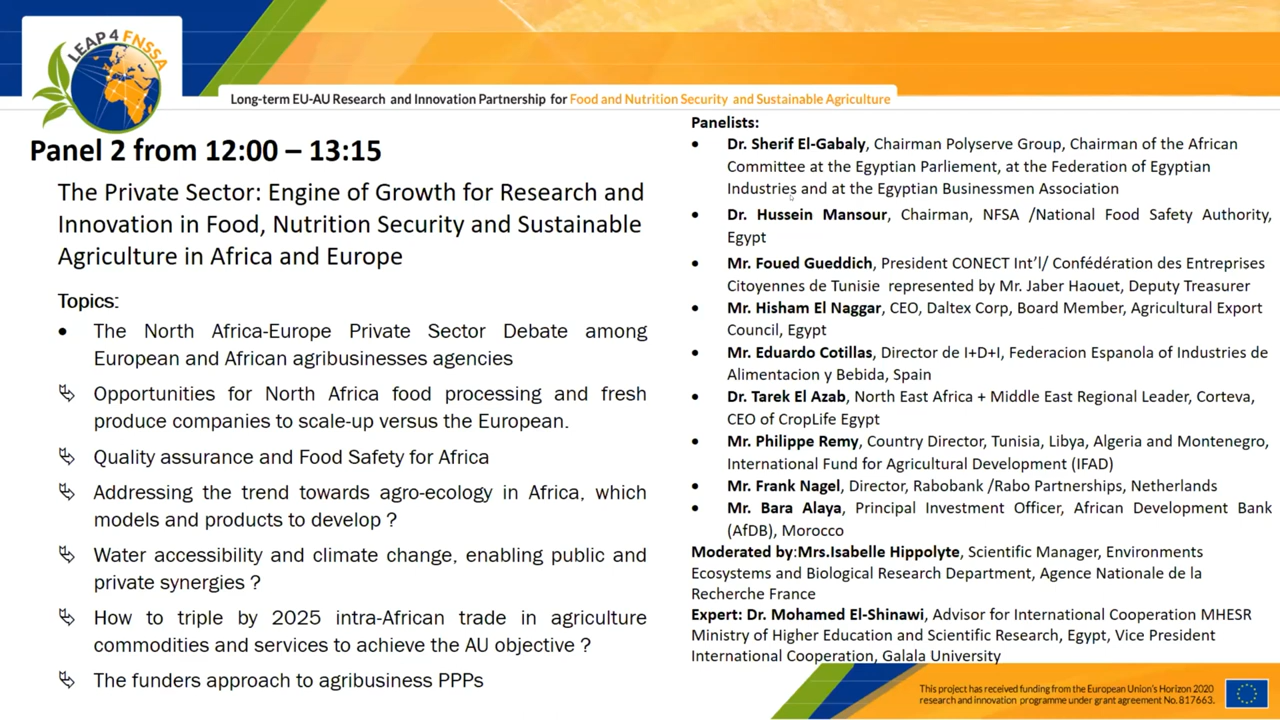 LEAP 4 FNSSA
Long-term EU-AU Research and Innovation Partnership for Food and Nutrition Security and Sustainable Agriculture
Panel 2 from 12:00 – 13:15
The Private Sector: Engine of Growth for Research and
Innovation in Food, Nutrition Security and Sustainable
Agriculture in Africa and Europe
Topics:
• The North Africa-Europe Private Sector Debate among
European and African agribusinesses agencies
Opportunities for North Africa food processing and fresh
produce companies to scale-up versus the European.
Quality assurance and Food Safety for Africa
Addressing the trend towards agro-ecology in Africa, which
models and products to develop ?
Water accessibility and climate change, enabling public and
private synergies ?
How to triple by 2025 intra-African trade in agriculture
commodities and services to achieve the AU objective ?
The funders approach to agribusiness PPPs
Panelists:
• Dr. Sherif El-Gabaly, Chairman Polyserve Group, Chairman of the African
Committee at the Egyptian Parliement, at the Federation of Egyptian
Industries and at the Egyptian Businessmen Association
• Dr. Hussein Mansour, Chairman, NFSA /National Food Safety Authority,
Egypt
• Mr. Foued Gueddich, President CONECT Int’l/ Confédération des Entreprises
Citoyennes de Tunisie represented by Mr. Jaber Haouet, Deputy Treasurer
• Mr. Hisham El Naggar, CEO, Daltex Corp, Board Member, Agricultural Export
Council, Egypt
• Mr. Eduardo Cotillas, Director de I+D+I, Federacion Espanola of Industries de
Alimentacion y Bebida, Spain
• Dr. Tarek El Azab, North East Africa + Middle East Regional Leader, Corteva,
CEO of CropLife Egypt
• Mr. Philippe Remy, Country Director, Tunisia, Libya, Algeria and Montenegro,
International Fund for Agricultural Development (IFAD)
• Mr. Frank Nagel, Director, Rabobank /Rabo Partnerships, Netherlands
• Mr. Bara Alaya, Principal Investment Officer, African Development Bank
(AfDB), Morocco
Moderated by:Mrs.Isabelle Hippolyte, Scientific Manager, Environments
Ecosystems and Biological Research Department, Agence Nationale de la
Recherche France
Expert: Dr. Mohamed El-Shinawi, Advisor for International Cooperation MHESR
Ministry of Higher Education and Scientific Research, Egypt, Vice President
International Cooperation, Galala University
This project has received funding from the European Union’s Horizon 2020
research and innovation programme under grant agreement No. 817663.